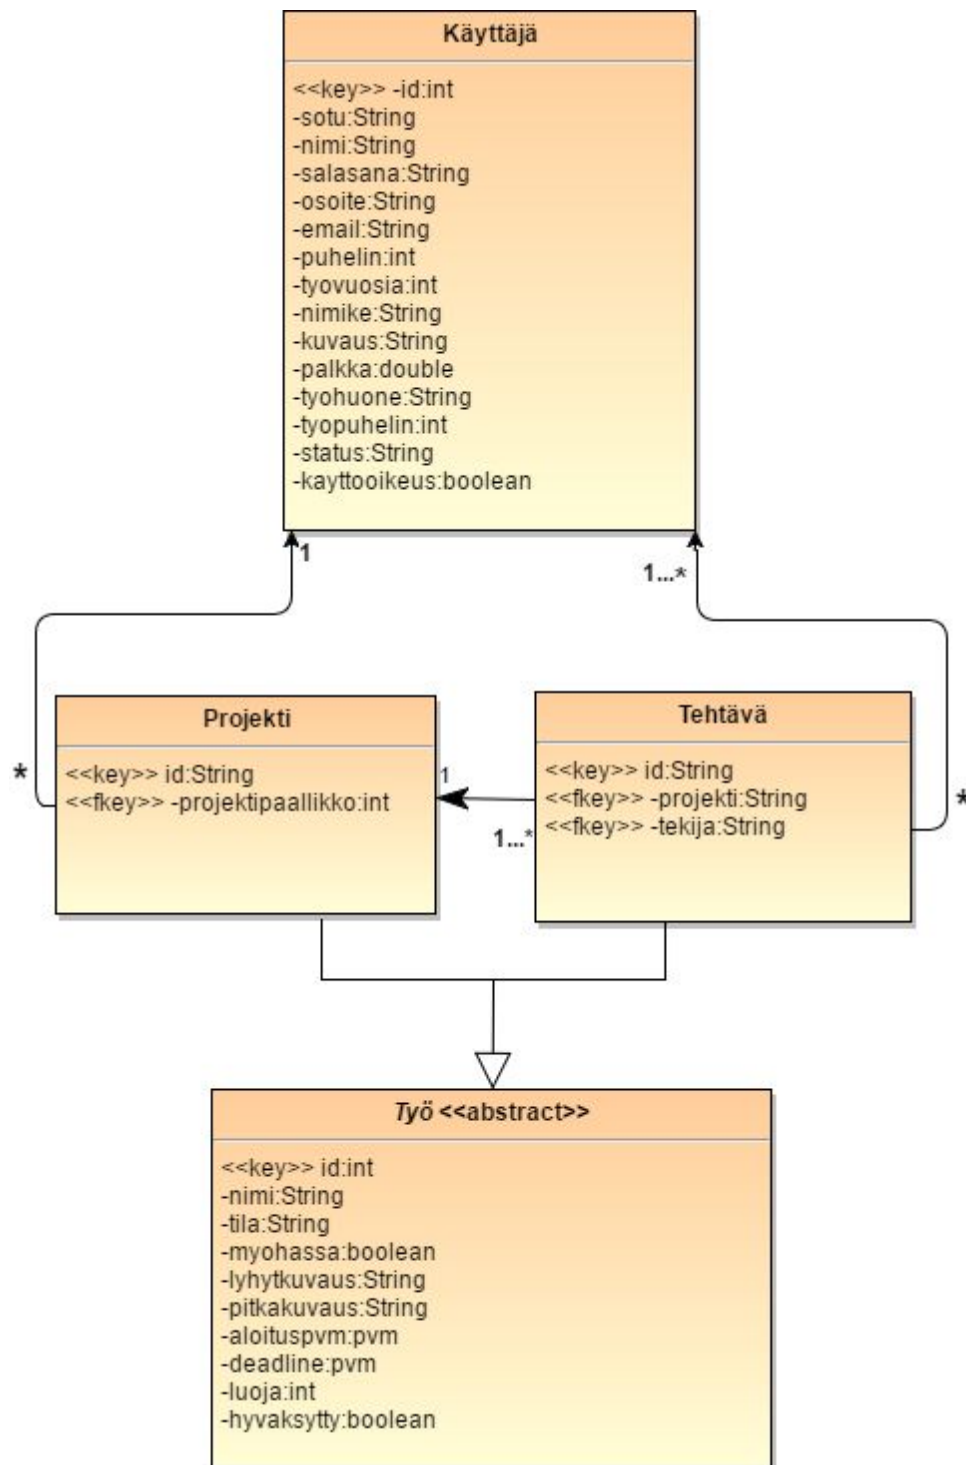 Käyttäjä
<<key>> -id:int
-sotu:String
-nimi:String
-salasana:String
-osoite:String
-email:String
-puhelin:int
-tyovuosia:int
-nimike:String
-kuvaus:String
-palkka:double
-tyohuone:String
-tyopuhelin:int
-status:String
-kayttooikeus:boolean
1
1...*
Projekti
<<key>> id:String
<<fkey>> -projektipaallikko:int
*
1
1...*
Tehtävä
<<key>> id:String
<<fkey>> -projekti:String
<<fkey>> -tekija:String
*
Työ <<abstract>>
<<key>> id:int
-nimi:String
-tila:String
-myohassa:boolean
-lyhytkuvaus:String
-pitkakuvaus:String
-aloituspvm:pvm
-deadline:pvm
-luoja:int
-hyvaksytty:boolean